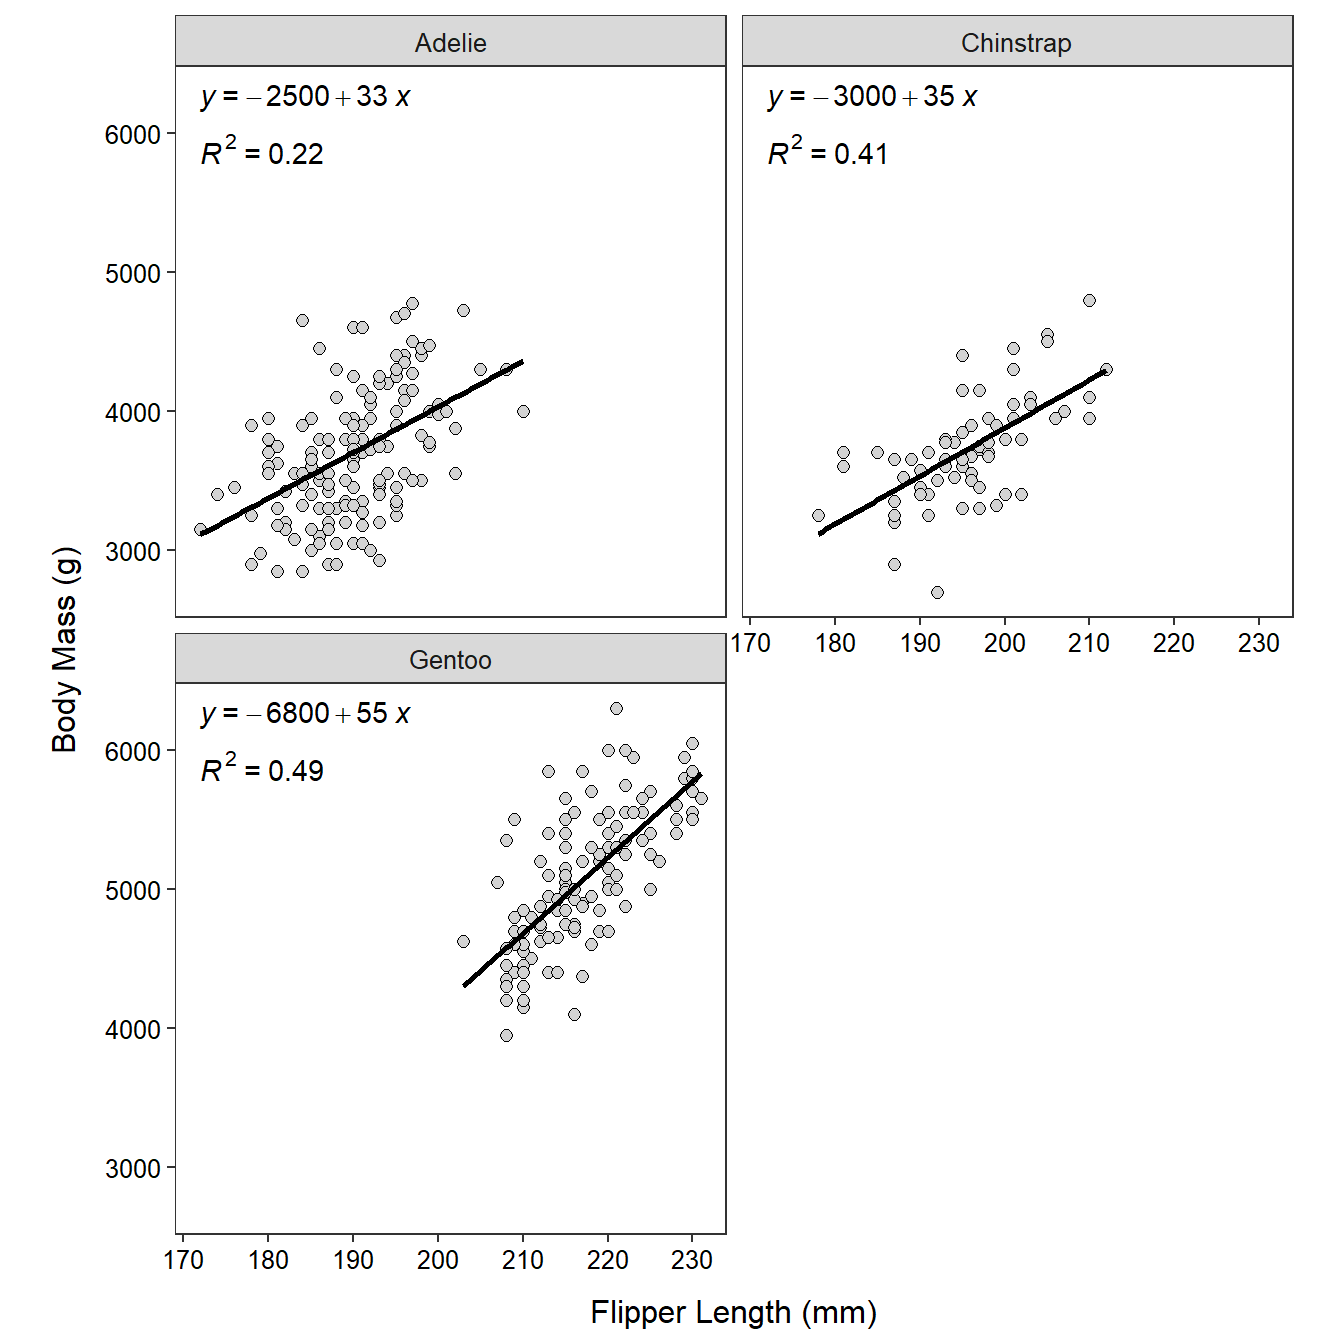 Adelie
y = −2500 + 33 x
R² = 0.22
Chinstrap
y = −3000 + 35 x
R² = 0.41
6000
5000
4000
3000
170 180 190 200 210 220 230
Gentoo
y = −6800 + 55 x
R² = 0.49
6000
5000
4000
3000
170 180 190 200 210 220 230
Body Mass (g)
Flipper Length (mm)